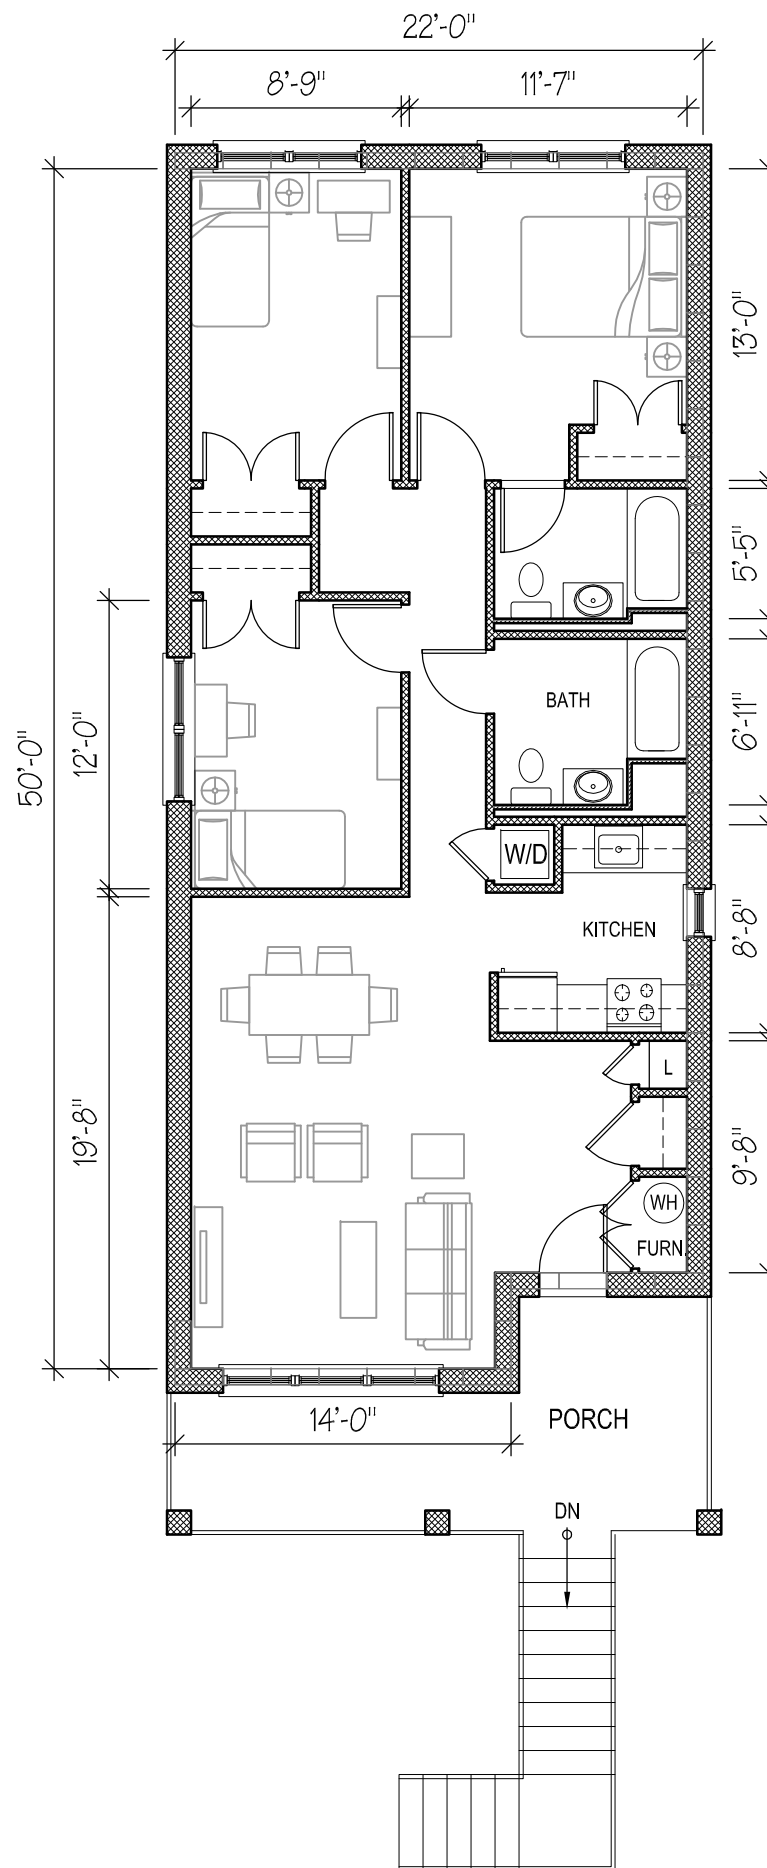 22'-0"
8'-9"
11'-7"
13'-0"
5'-5"
50'-0"
12'-0"
BATH
6'-11"
W/D
KITCHEN
8'-8"
19'-8"
L
9'-8"
WH
FURN.
14'-0"
PORCH
DN